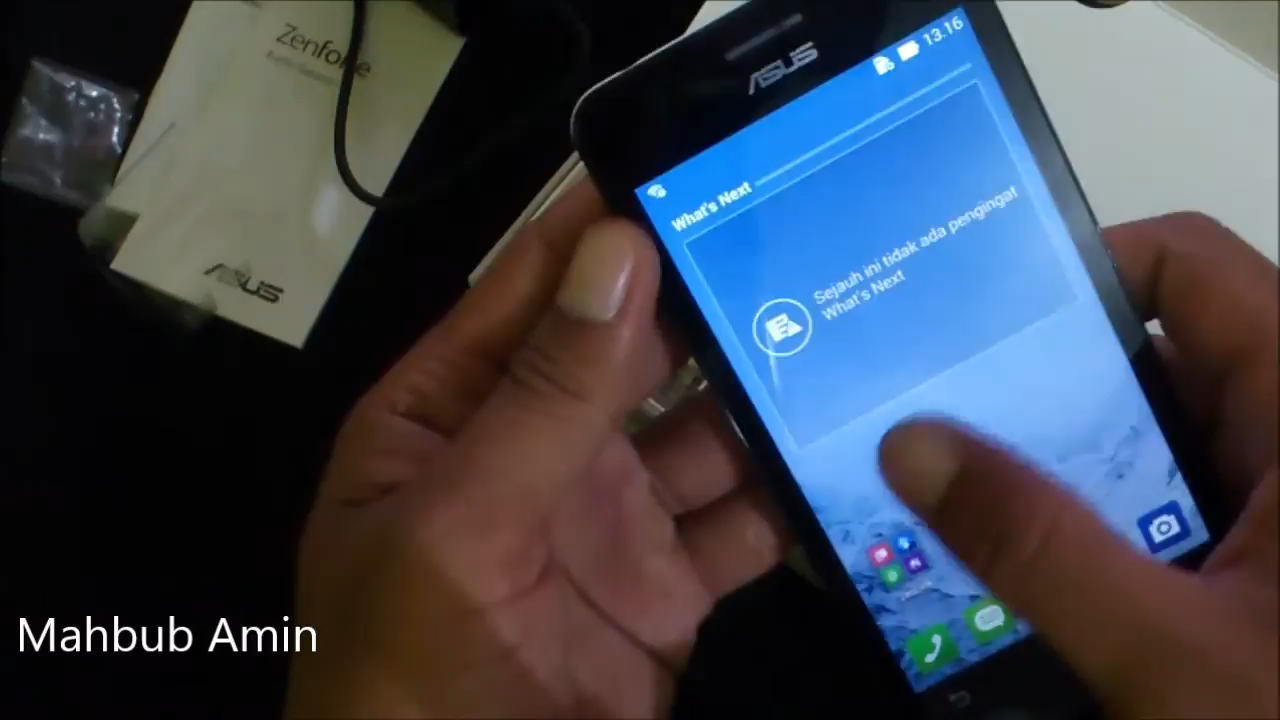 Zenfone
ASUS
ASUS
13.16
What's Next
Sejauh ini tidak ada pengingat
What's Next
Mahbub Amin